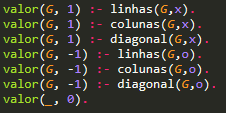 valor(G, 1) :- linhas(G,x).
valor(G, 1) :- colunas(G,x).
valor(G, 1) :- diagonal(G,x).
valor(G, -1) :- linhas(G,o).
valor(G, -1) :- colunas(G,o).
valor(G, -1) :- diagonal(G,o).
valor(_, 0).